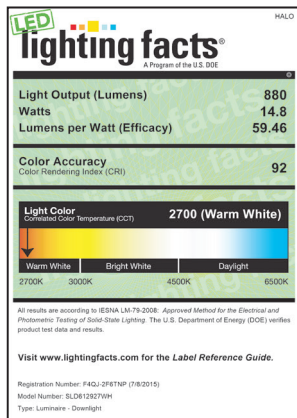 HALO
LED
lighting facts®
A Program of the U.S. DOE
Light Output (Lumens) 880
Watts 14.8
Lumens per Watt (Efficacy) 59.46
Color Accuracy
Color Rendering Index (CRI) 92
Light Color
Correlated Color Temperature (CCT) 2700 (Warm White)
Warm White Bright White Daylight
2700K 3000K 4500K 6500K
All results are according to IESNA LM-79-2008: Approved Method for the Electrical and
Photometric Testing of Solid-State Lighting. The U.S. Department of Energy (DOE) verifies
product test data and results.
Visit www.lightingfacts.com for the Label Reference Guide.
Registration Number: F4QJ-2F6TNP (7/8/2015)
Model Number: SLD612927WH
Type: Luminaire - Downlight